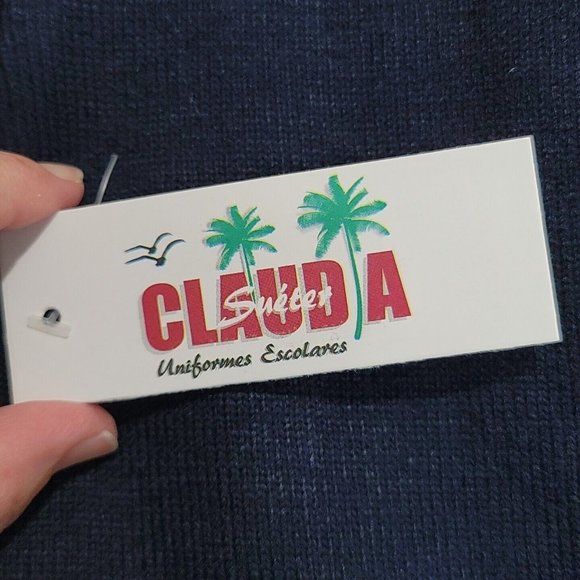 CLAUDIA
Suéter
Uniformes Escolares